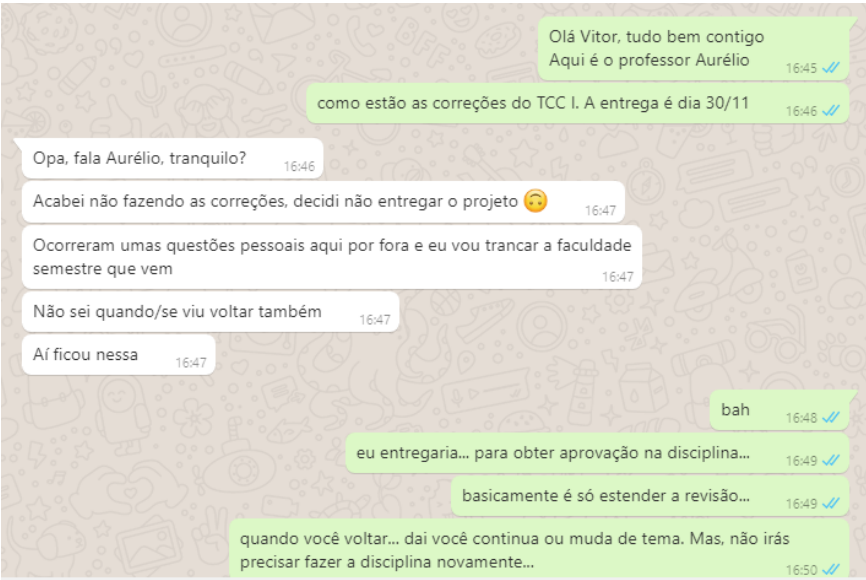 Olá Vitor, tudo bem contigo
Aqui é o professor Aurélio
16:45
como estão as correções do TCC I. A entrega é dia 30/11
16:46
Opa, fala Aurélio, tranquilo?
16:46
Acabei não fazendo as correções, decidi não entregar o projeto 🙃
16:47
Ocorreram umas questões pessoais aqui por fora e eu vou trancar a faculdade
semestre que vem
16:47
Não sei quando/se viu voltar também
16:47
Aí ficou nessa
16:47
bah
16:48
eu entregaria... para obter aprovação na disciplina...
16:49
basicamente é só estender a revisão...
16:49
quando você voltar... dai você continua ou muda de tema. Mas, não irás
precisar fazer a disciplina novamente...
16:50